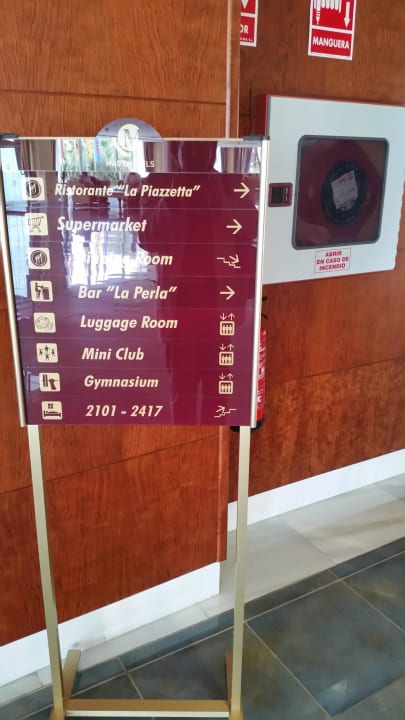 MANGUERA
Ristorante "La Piazzetta"
Supermarket
Room
Bar "La Perla"
Luggage Room
Mini Club
Gymnasium
2101 - 2417
ABRIR
EN CASO DE
INCENDIO